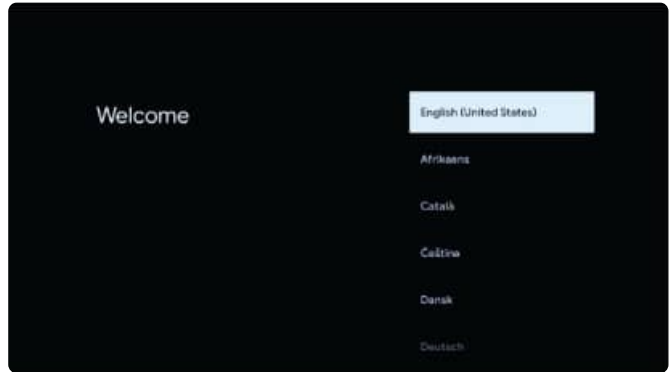 Welcome
English (United States)
Afrikaans
Català
Čeština
Dansk
Deutsch